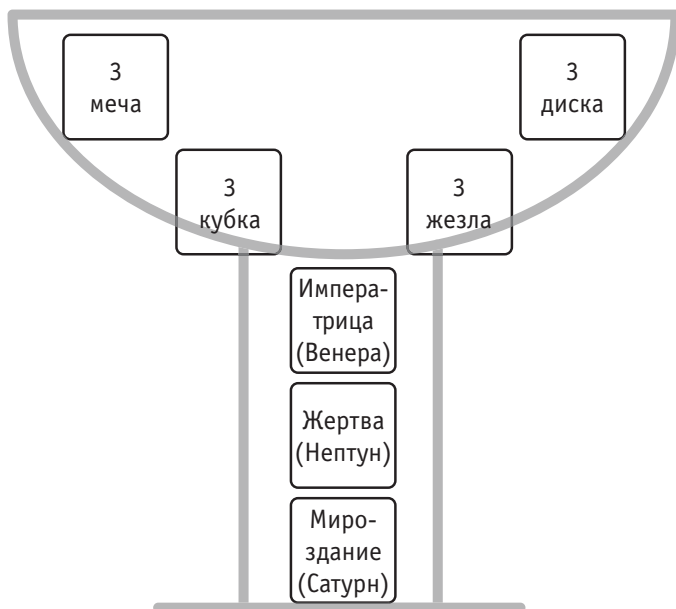 3
меча
3
диска
3
кубка
3
жезла
Импера-
трица
(Венера)
Жертва
(Нептун)
Миро-
здание
(Сатурн)